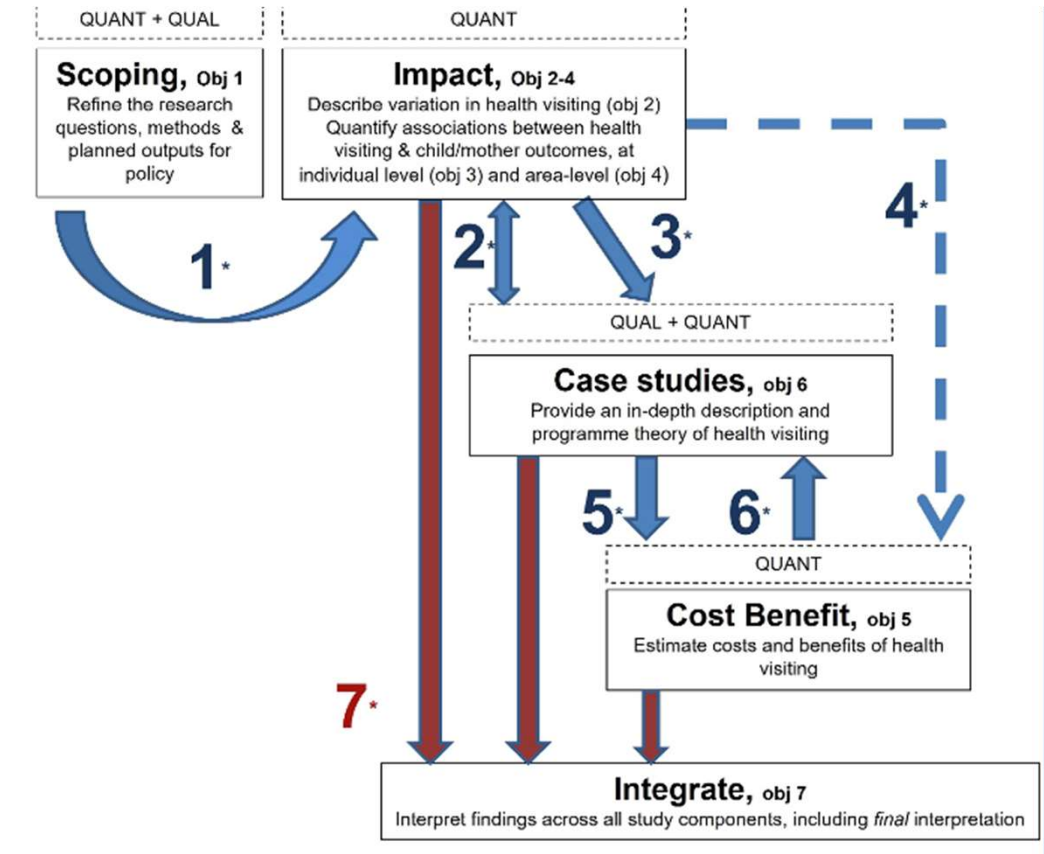 QUANT + QUAL
QUANT
Scoping, Obj 1
Refine the research
questions, methods &
planned outputs for
policy
Impact, Obj 2-4
Describe variation in health visiting (obj 2)
Quantify associations between health
visiting & child/mother outcomes, at
individual level (obj 3) and area-level (obj 4)
1*
2*
3*
4*
QUAL + QUANT
Case studies, obj 6
Provide an in-depth description and
programme theory of health visiting
5*
6*
QUANT
Cost Benefit, obj 5
Estimate costs and benefits of health
visiting
7*
Integrate, obj 7
Interpret findings across all study components, including final interpretation